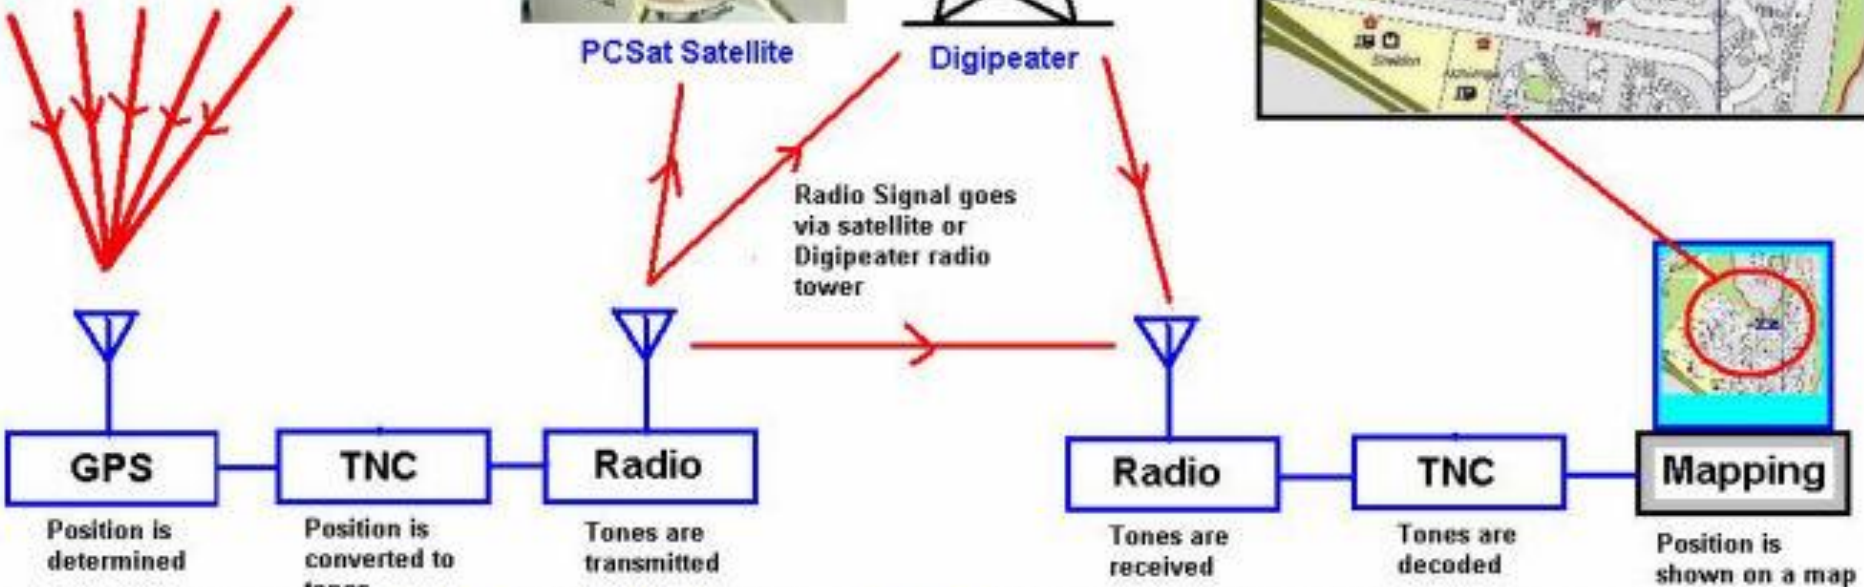 PCSat Satellite
Digipeater
Sheldon
Radio Signal goes
via satellite or
Digipeater radio
tower
GPS
TNC
Radio
Radio
TNC
Mapping
Position is
determined
Position is
converted to
Tones are
transmitted
Tones are
received
Tones are
decoded
Position is
shown on a map